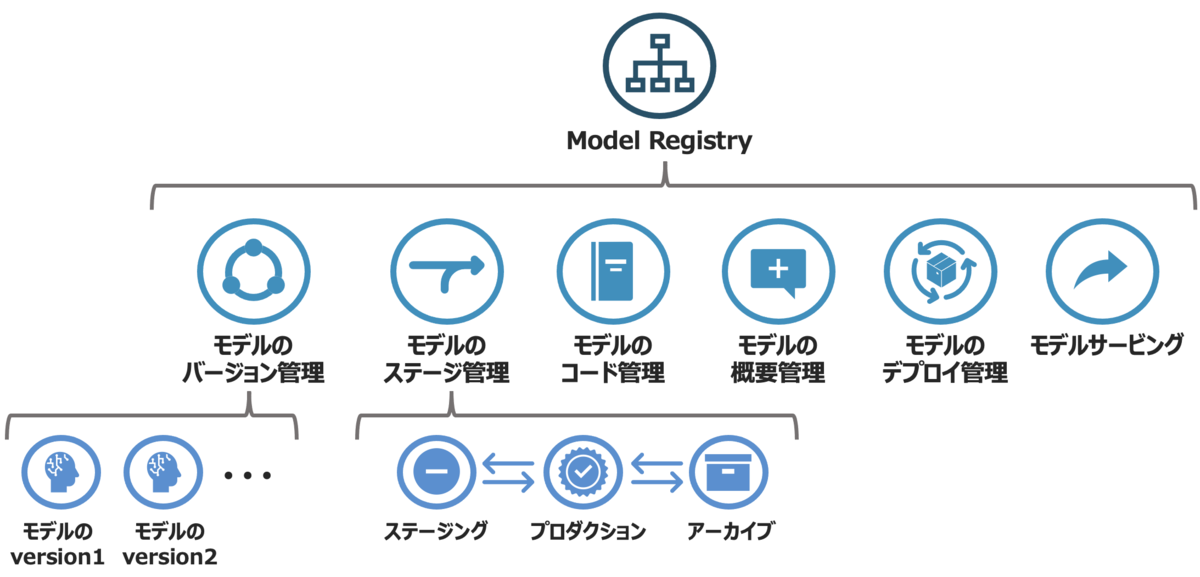 Model Registry
モデルの
バージョン管理
モデルの
ステージ管理
モデルの
コード管理
モデルの
概要管理
モデルの
デプロイ管理
モデルサービング
モデルの
version1
モデルの
version2
・・・
ステージング
プロダクション
アーカイブ